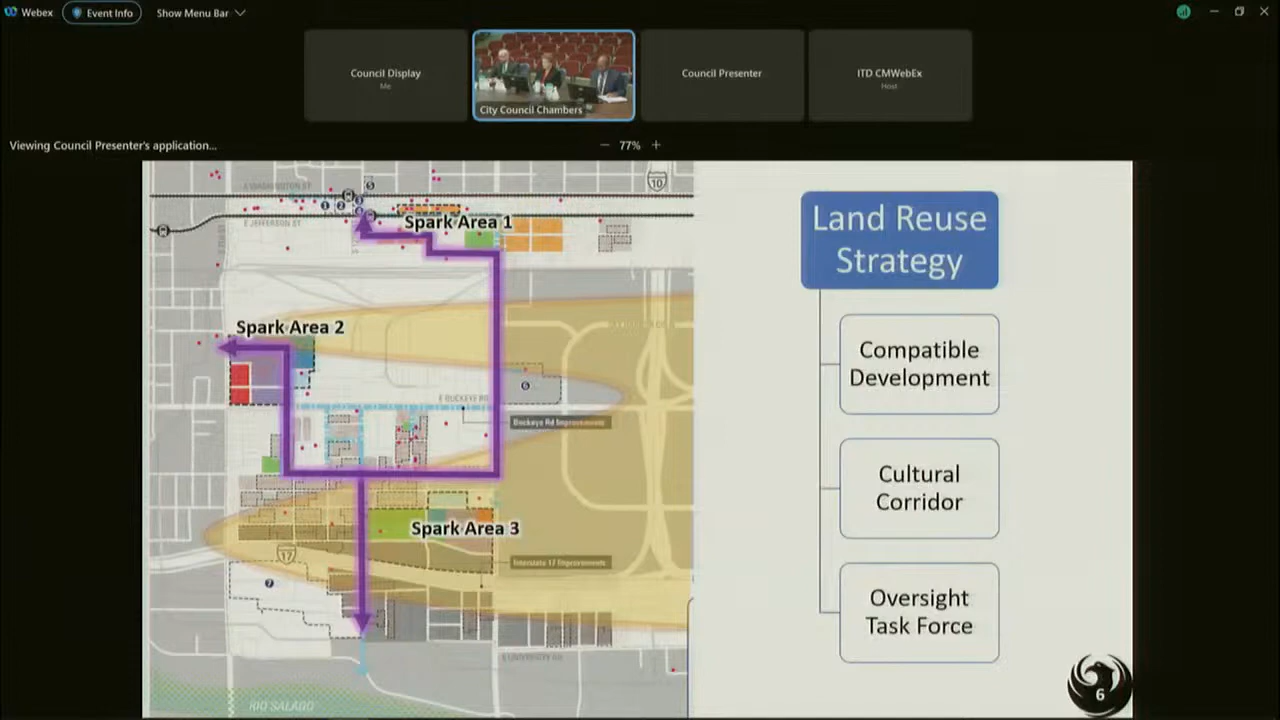 Webex
Event Info
Show Menu Bar
Council Display
Me
City Council Chambers
Council Presenter
ITD CMWebEx
Host
Viewing Council Presenter's application...
77%
E WASHINGTON ST
E JEFFERSON ST
10
Spark Area 1
Spark Area 2
E BUCKEYE RD
Buckeye Rd Improvements
Spark Area 3
17
Interstate 17 Improvements
E UNIVERSITY RD
RIO SALADO
Land Reuse
Strategy
Compatible
Development
Cultural
Corridor
Oversight
Task Force
6